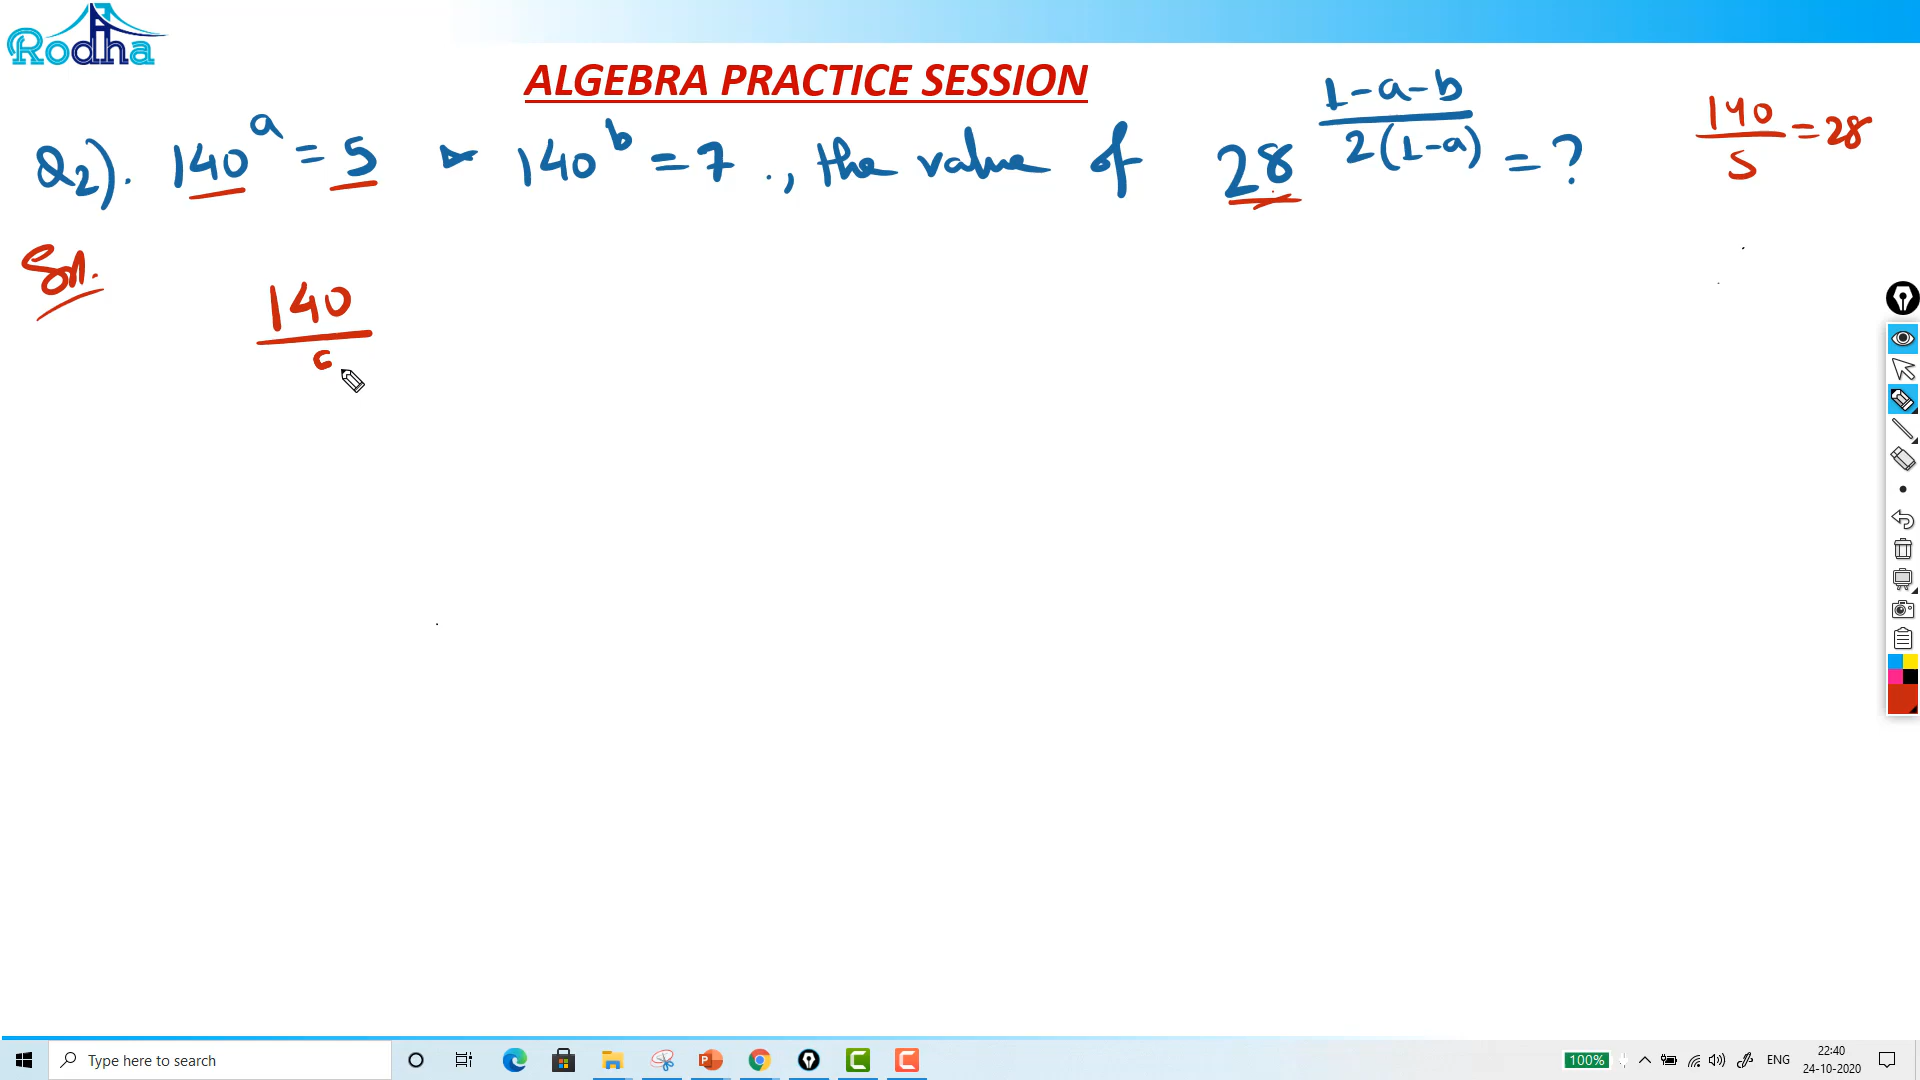 Rodha
ALGEBRA PRACTICE SESSION
Q2). 140^a = 5 & 140^b = 7 ., the value of 28^((1-a-b)/(2(1-a))) = ?
140/5 = 28
Sn.
140
Type here to search
100%
ENG
22:40
24-10-2020